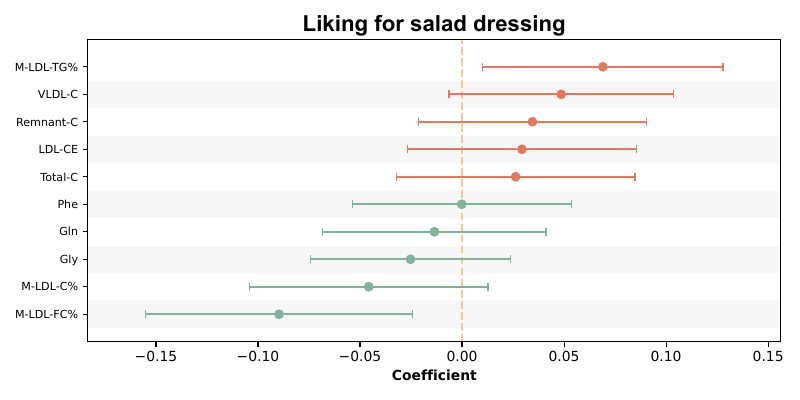 Liking for salad dressing
M-LDL-TG%
VLDL-C
Remnant-C
LDL-CE
Total-C
Phe
Gln
Gly
M-LDL-C%
M-LDL-FC%
−0.15 −0.10 −0.05 0.00 0.05 0.10 0.15
Coefficient